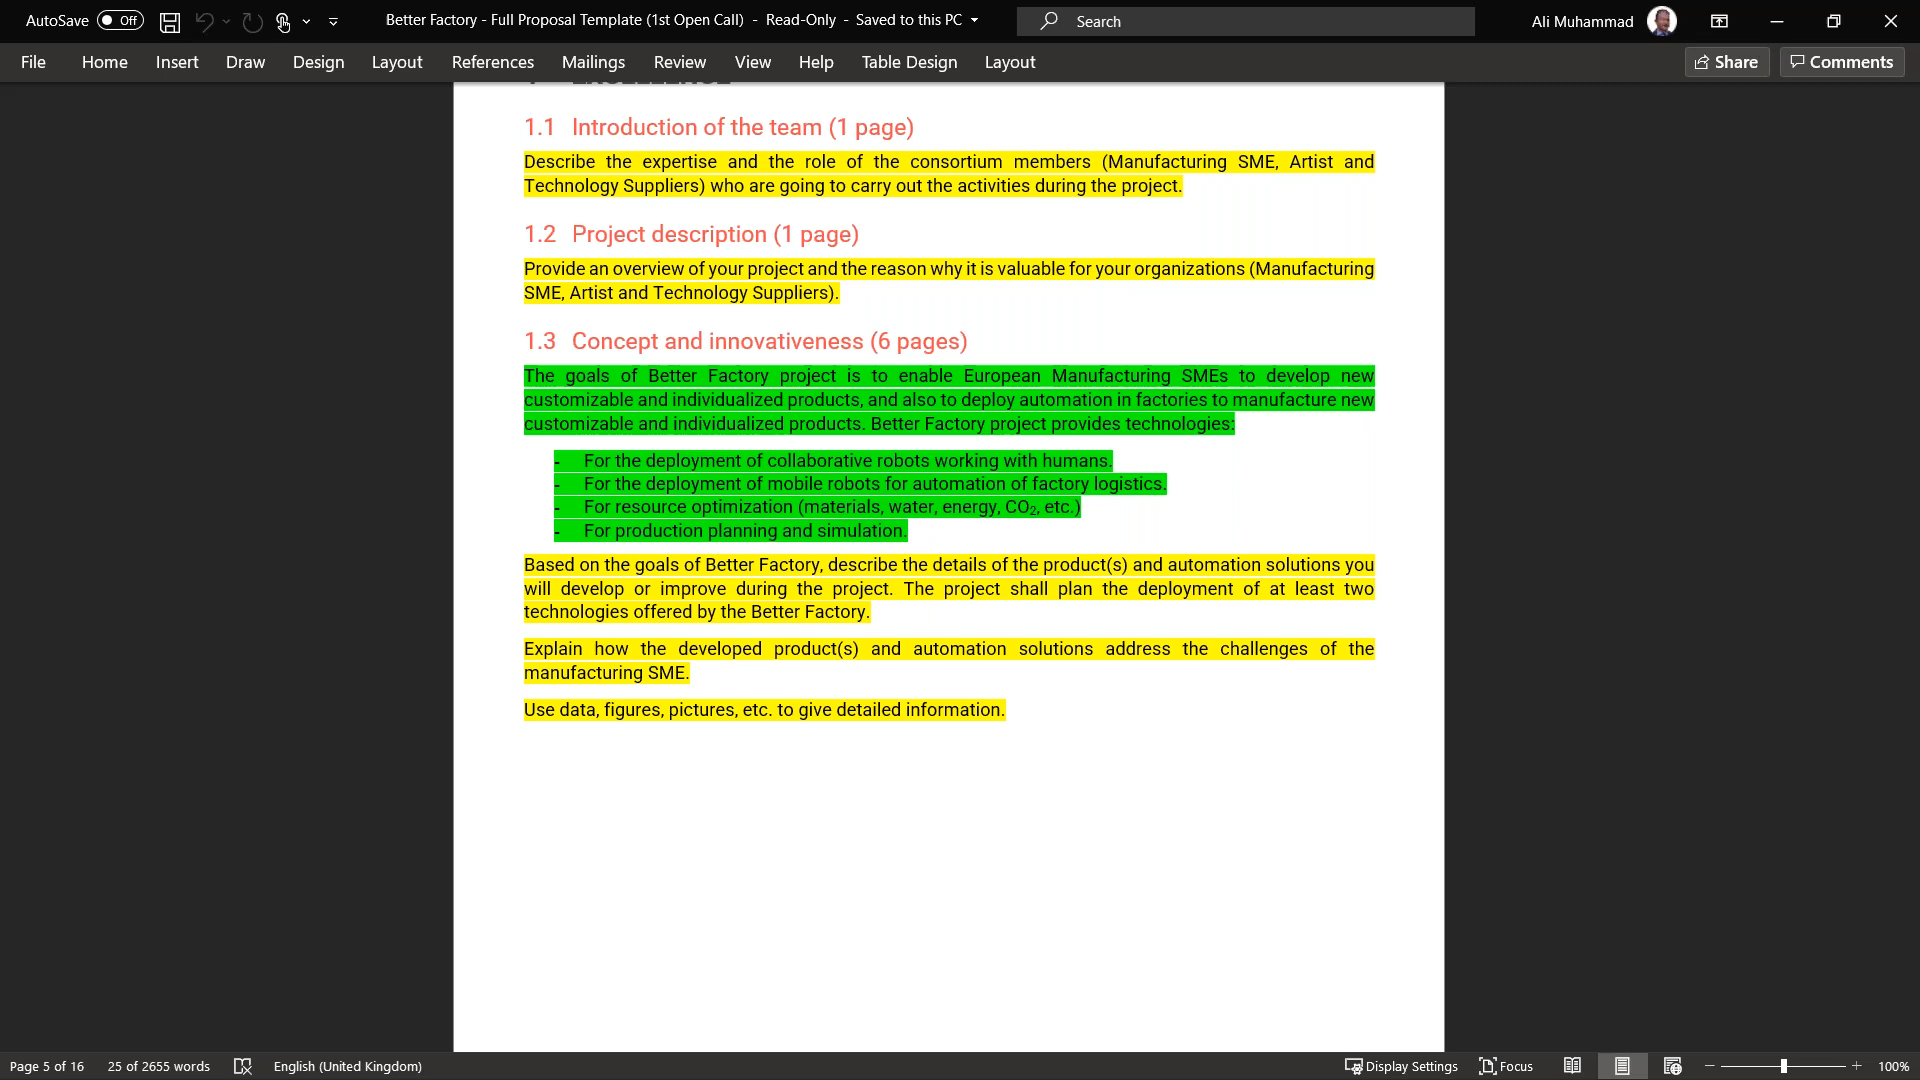 AutoSave Off Better Factory - Full Proposal Template (1st Open Call) - Read-Only - Saved to this PC Search Ali Muhammad
File Home Insert Draw Design Layout References Mailings Review View Help Table Design Layout Share Comments
1.1 Introduction of the team (1 page)
Describe the expertise and the role of the consortium members (Manufacturing SME, Artist and
Technology Suppliers) who are going to carry out the activities during the project.
1.2 Project description (1 page)
Provide an overview of your project and the reason why it is valuable for your organizations (Manufacturing
SME, Artist and Technology Suppliers).
1.3 Concept and innovativeness (6 pages)
The goals of Better Factory project is to enable European Manufacturing SMEs to develop new
customizable and individualized products, and also to deploy automation in factories to manufacture new
customizable and individualized products. Better Factory project provides technologies:
- For the deployment of collaborative robots working with humans.
- For the deployment of mobile robots for automation of factory logistics.
- For resource optimization (materials, water, energy, CO₂, etc.)
- For production planning and simulation.
Based on the goals of Better Factory, describe the details of the product(s) and automation solutions you
will develop or improve during the project. The project shall plan the deployment of at least two
technologies offered by the Better Factory.
Explain how the developed product(s) and automation solutions address the challenges of the
manufacturing SME.
Use data, figures, pictures, etc. to give detailed information.
Page 5 of 16 25 of 2655 words English (United Kingdom) Display Settings Focus 100%